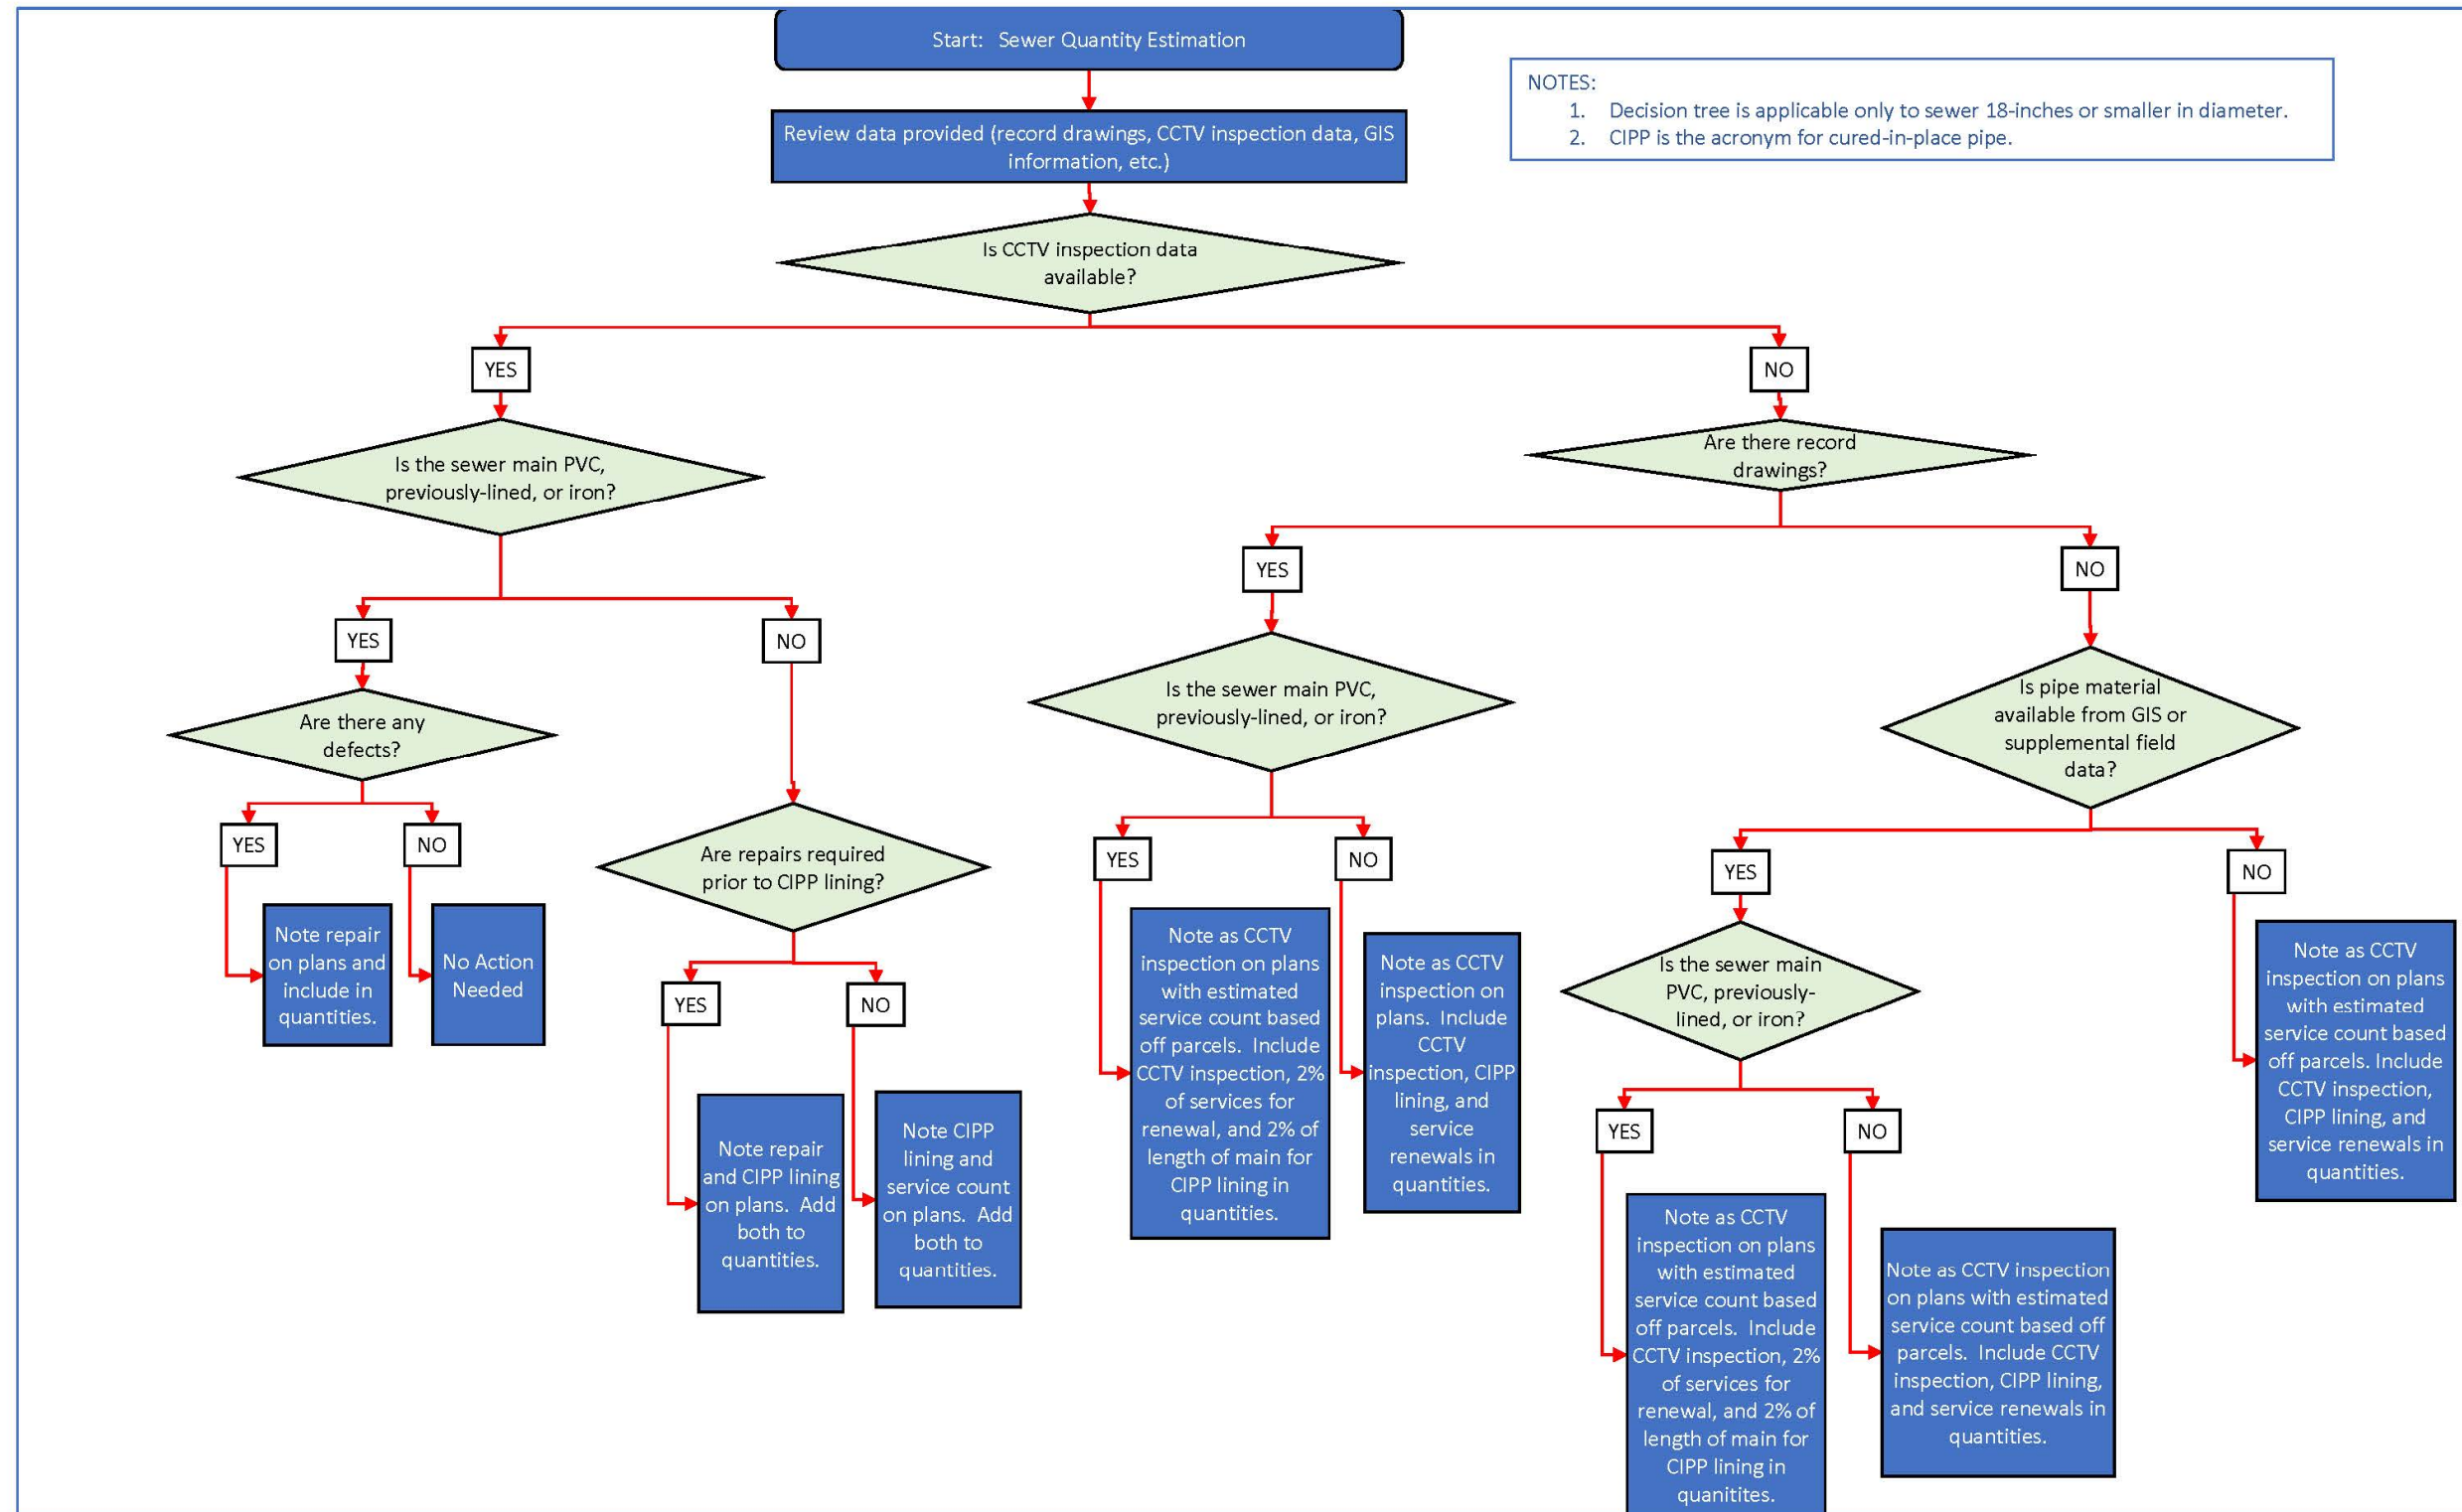 Start:   Sewer Quantity Estimation
NOTES:
1. Decision tree is applicable only to sewer 18-inches or smaller in diameter.
2. CIPP is the acronym for cured-in-place pipe.
Review data provided (record drawings, CCTV inspection data, GIS
information, etc.)
Is CCTV inspection data
available?
YES
NO
Is the sewer main PVC,
previously-lined, or iron?
Are there record
drawings?
YES
NO
YES
NO
Are there any
defects?
Is the sewer main PVC,
previously-lined, or iron?
Is pipe material
available from GIS or
supplemental field
data?
YES
NO
Are repairs required
prior to CIPP lining?
YES
NO
YES
NO
Note repair
on plans and
include in
quantities.
No Action
Needed
Note as CCTV
inspection on plans
with estimated
service count based
off parcels.  Include
CCTV inspection, 2%
of services for
renewal, and 2% of
length of main for
CIPP lining in
quantities.
Note as CCTV
inspection on
plans.  Include
CCTV
inspection, CIPP
lining, and
service
renewals in
quantities.
Is the sewer main
PVC, previously-
lined, or iron?
Note as CCTV
inspection on plans
with estimated
service count based
off parcels. Include
CCTV inspection,
CIPP lining, and
service renewals in
quantities.
YES
NO
YES
NO
Note repair
and CIPP lining
on plans.  Add
both to
quantities.
Note CIPP
lining and
service count
on plans.  Add
both to
quantities.
Note as CCTV
inspection on plans
with estimated
service count based
off parcels.  Include
CCTV inspection, 2%
of services for
renewal, and 2% of
length of main for
CIPP lining in
quanitites.
Note as CCTV inspection
on plans with estimated
service count based off
parcels.  Include CCTV
inspection, CIPP lining,
and service renewals in
quantities.